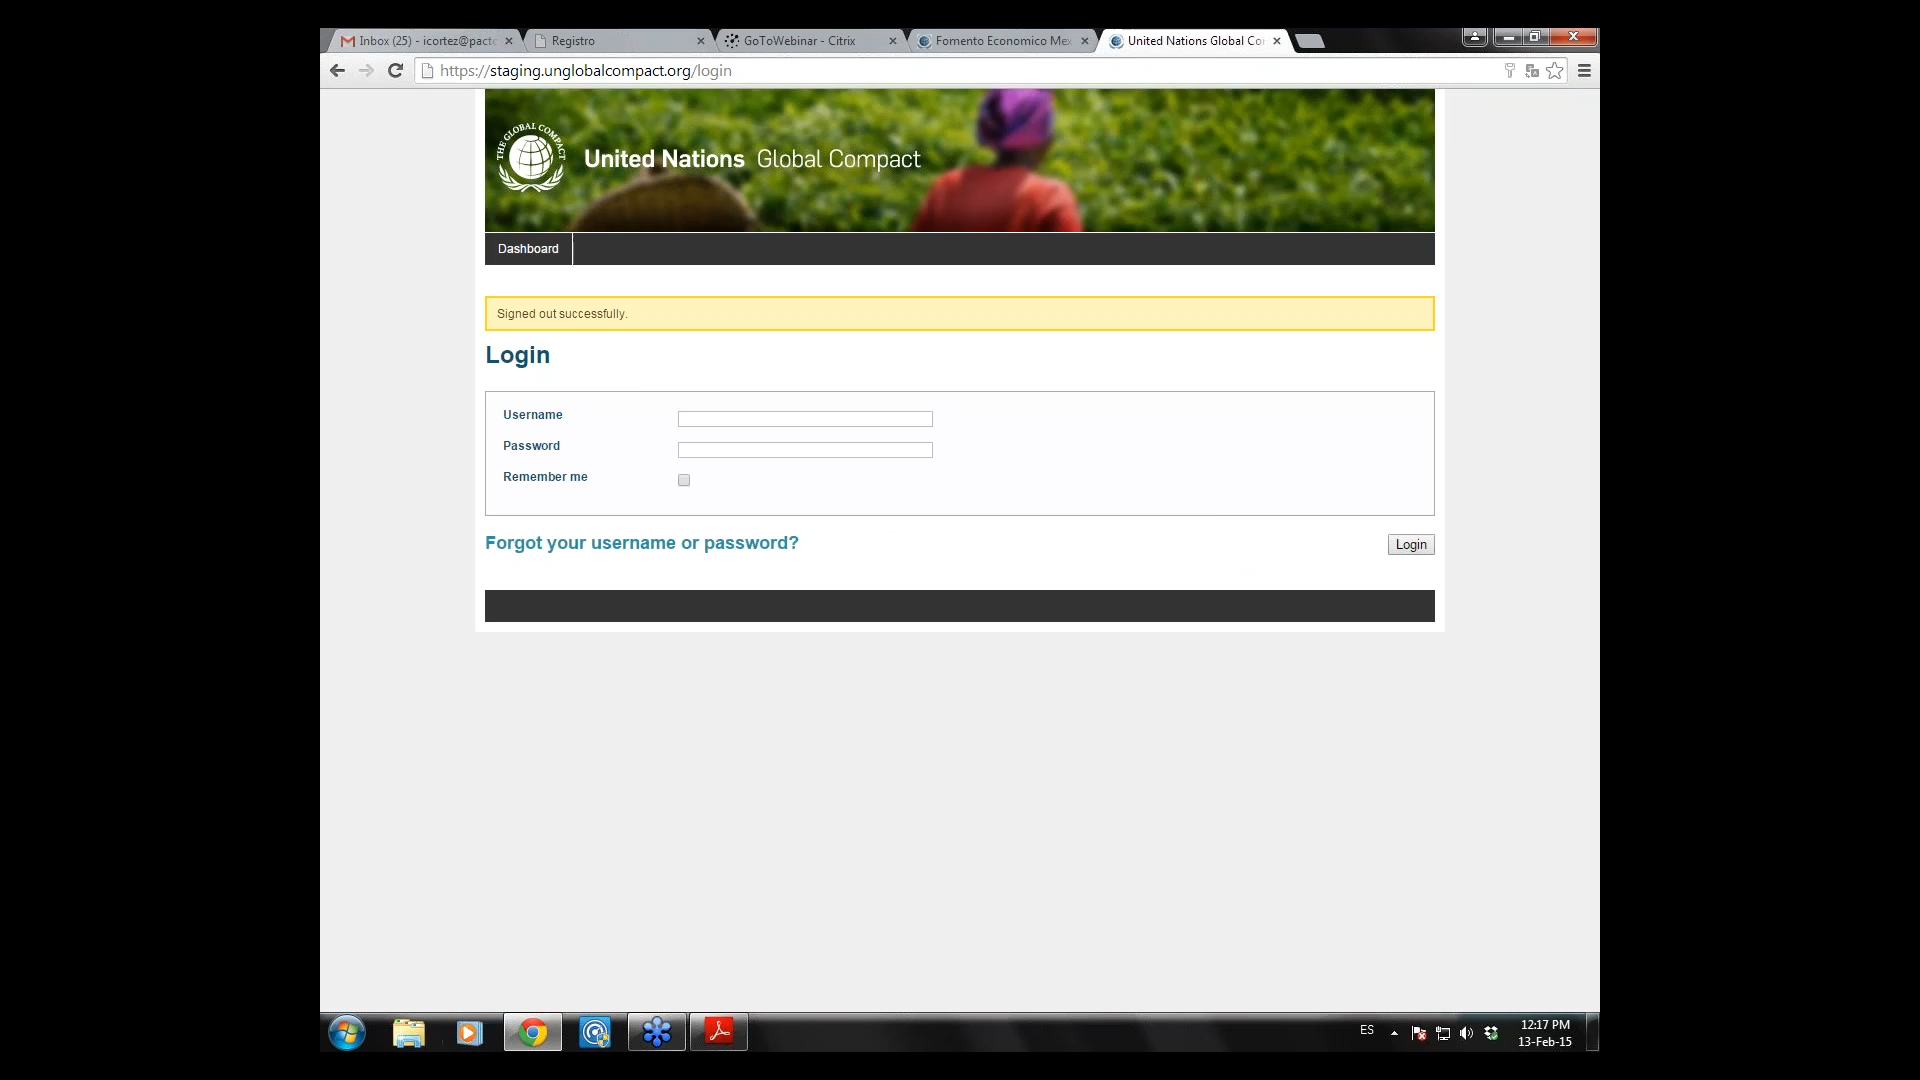 Inbox (25) - icortez@pacto
Registro
GoToWebinar - Citrix
Fomento Economico Mex
United Nations Global Co
https://staging.unglobalcompact.org/login
THE GLOBAL COMPACT
United Nations Global Compact
Dashboard
Signed out successfully.
Login
Username
Password
Remember me
Forgot your username or password?
Login
ES
12:17 PM
13-Feb-15